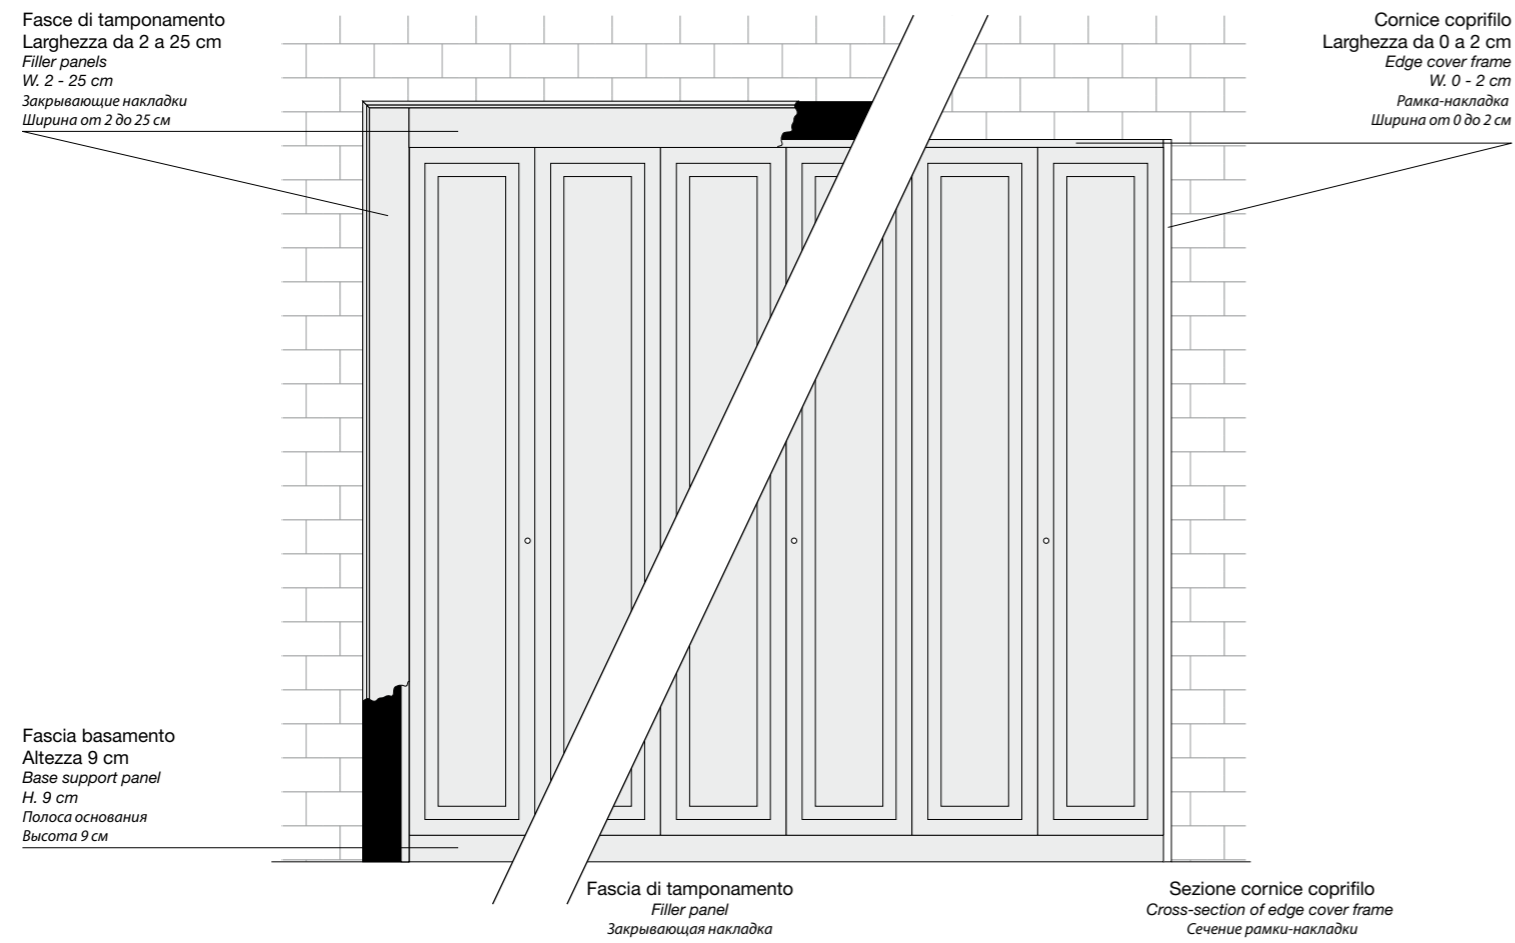 Fasce di tamponamento
Larghezza da 2 a 25 cm
Filler panels
W. 2 - 25 cm
Закрывающие накладки
Ширина от 2 до 25 см
Cornice coprifilo
Larghezza da 0 a 2 cm
Edge cover frame
W. 0 - 2 cm
Рамка-накладка
Ширина от 0 до 2 см
Fascia basamento
Altezza 9 cm
Base support panel
H. 9 cm
Полоса основания
Высота 9 см
Fascia di tamponamento
Filler panel
Закрывающая накладка
Sezione cornice coprifilo
Cross-section of edge cover frame
Сечение рамки-накладки